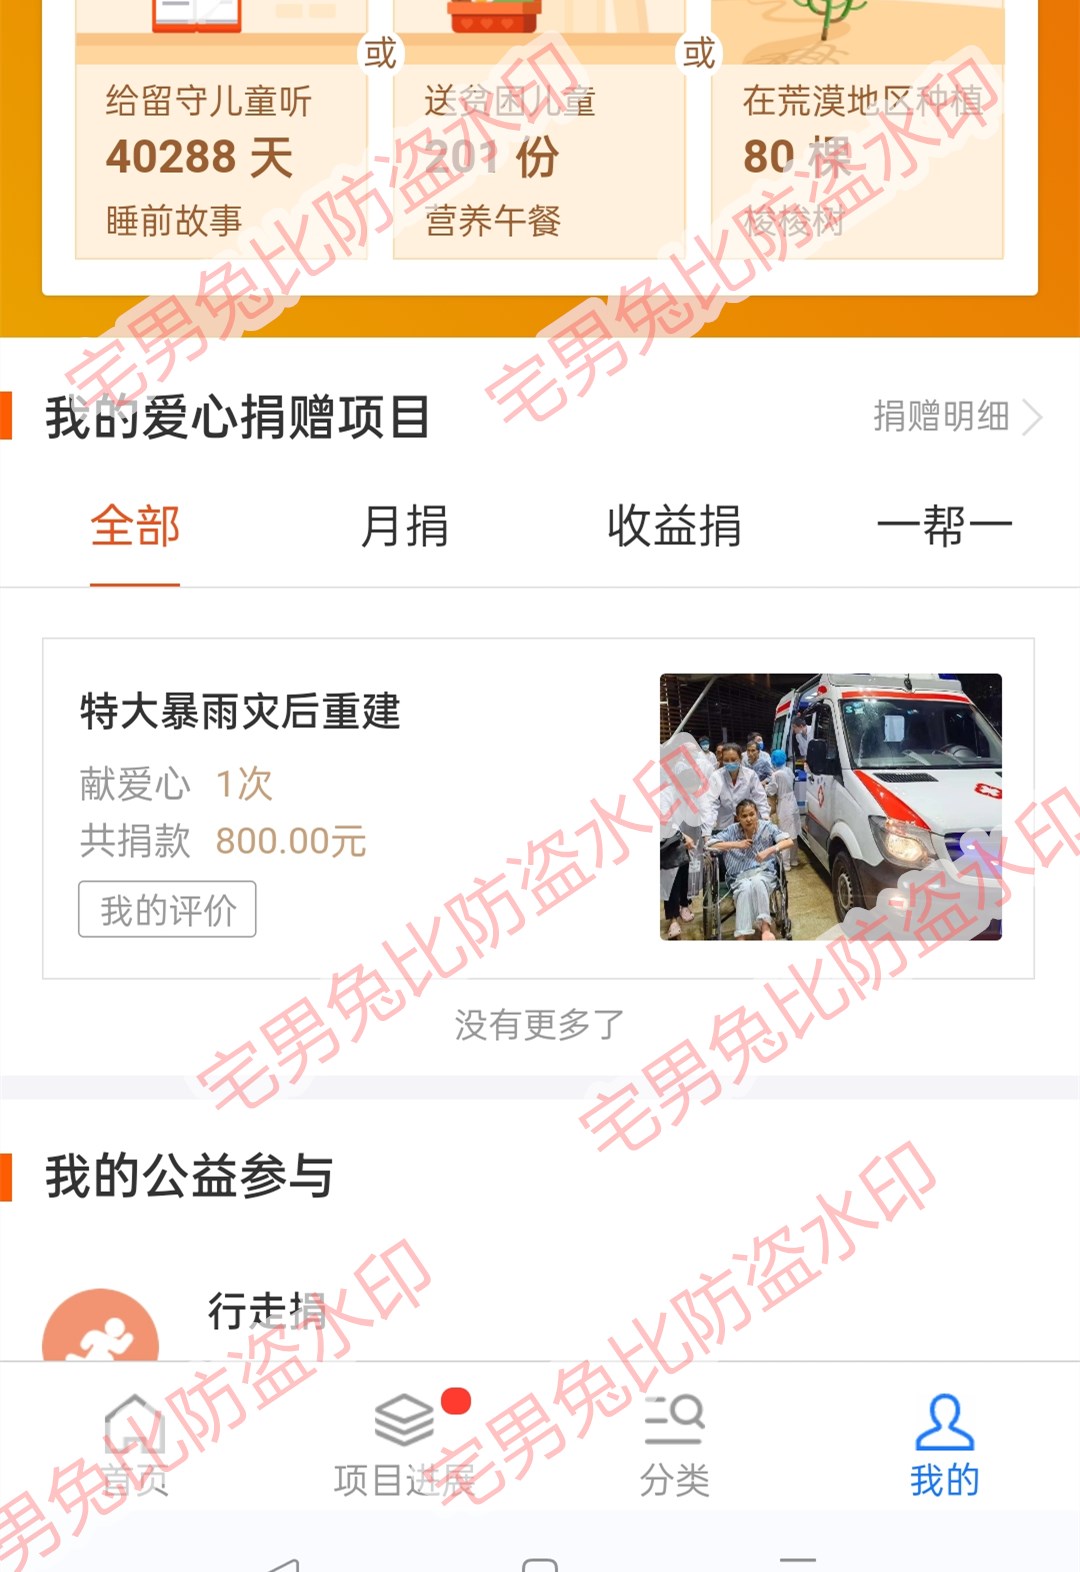 或
或
给留守儿童听
送贫困儿童
在荒漠地区种植
40288 天
201 份
80 棵
睡前故事
营养午餐
梭梭树
我的爱心捐赠项目
捐赠明细
全部
月捐
收益捐
一帮一
特大暴雨灾后重建
献爱心 1次
共捐款 800.00元
我的评价
没有更多了
我的公益参与
行走捐
首页
项目进展
分类
我的
宅男兔比防盗水印
宅男兔比防盗水印
宅男兔比防盗水印
宅男兔比防盗水印
宅男兔比防盗水印
男兔比防盗水印